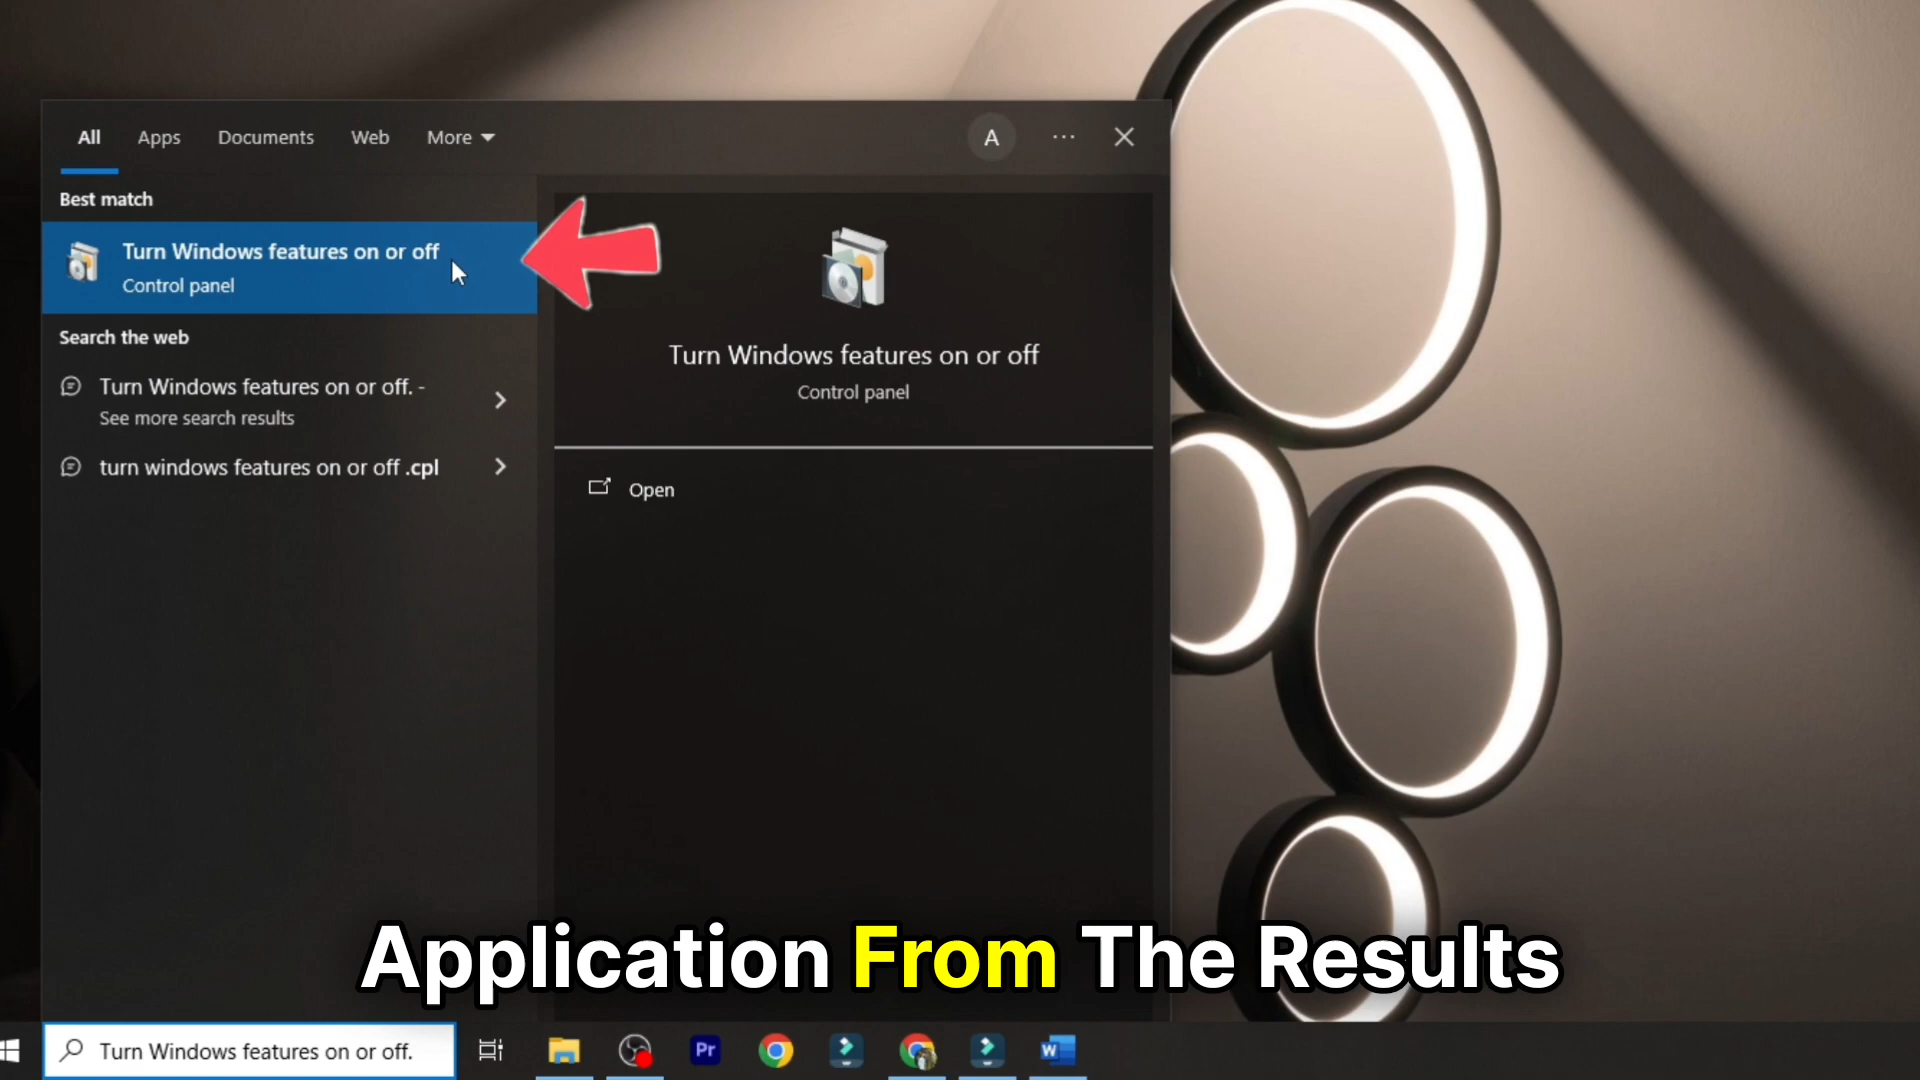 All Apps Documents Web More A
Best match
Turn Windows features on or off
Control panel
Search the web
Turn Windows features on or off. -
See more search results
turn windows features on or off .cpl
Turn Windows features on or off
Control panel
Open
Application From The Results
Turn Windows features on or off.
Pr
W